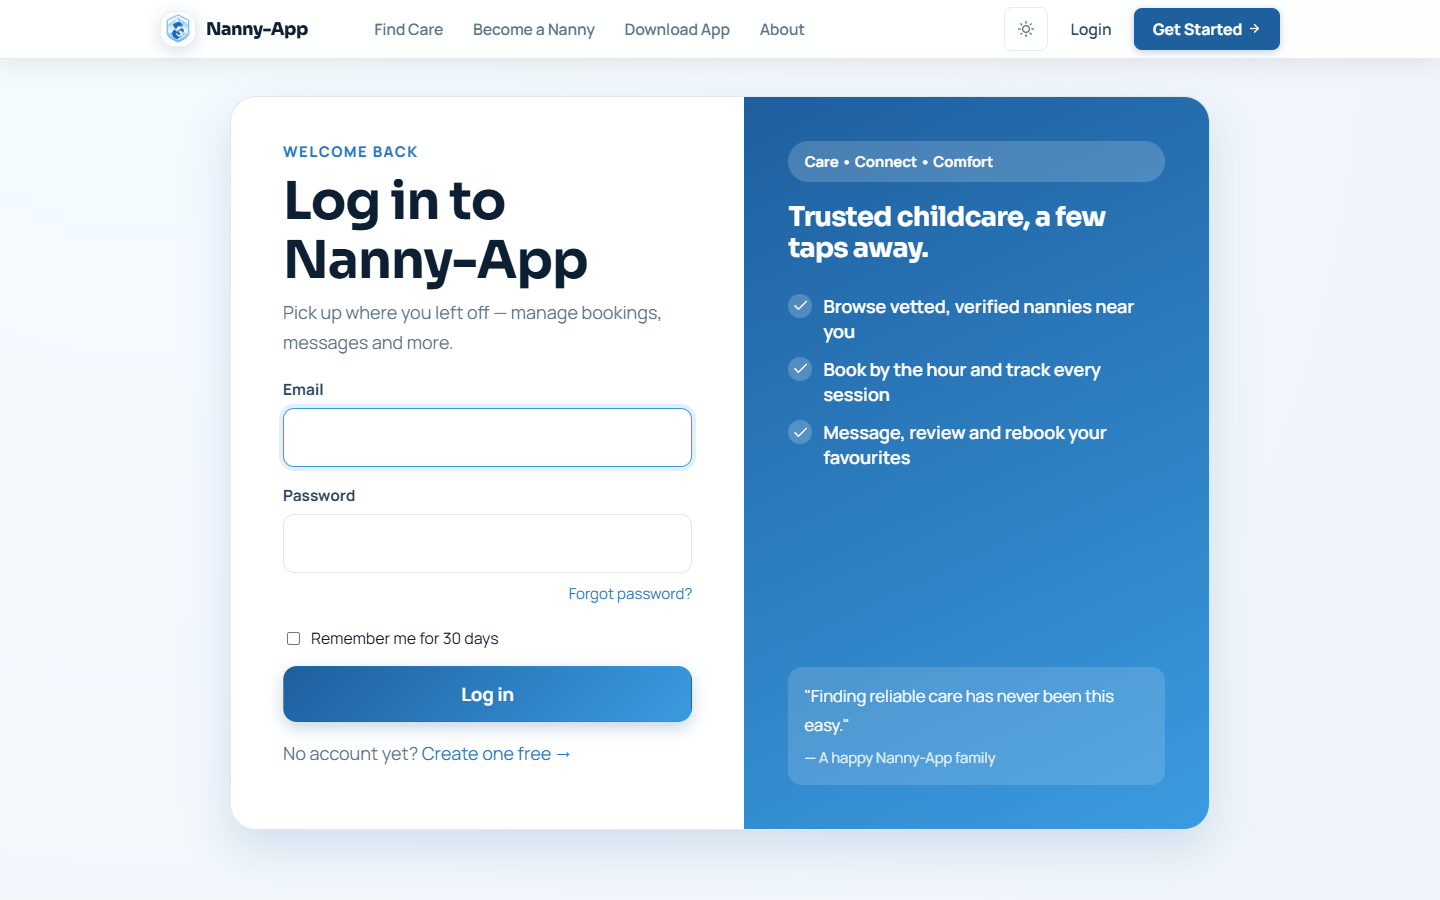 Nanny-App
Find Care
Become a Nanny
Download App
About
Login
Get Started →
WELCOME BACK
Log in to
Nanny-App
Pick up where you left off — manage bookings,
messages and more.
Email
Password
Forgot password?
Remember me for 30 days
Log in
No account yet? Create one free →
Care • Connect • Comfort
Trusted childcare, a few
taps away.
Browse vetted, verified nannies near
you
Book by the hour and track every
session
Message, review and rebook your
favourites
"Finding reliable care has never been this
easy."
— A happy Nanny-App family